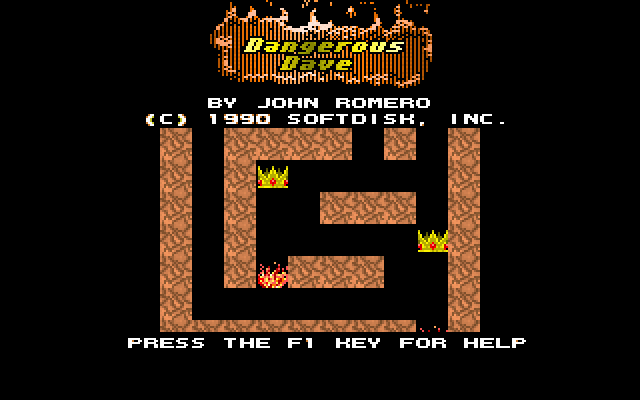 Dangerous
Dave
BY JOHN ROMERO
(C) 1990 SOFTDISK, INC.
PRESS THE F1 KEY FOR HELP